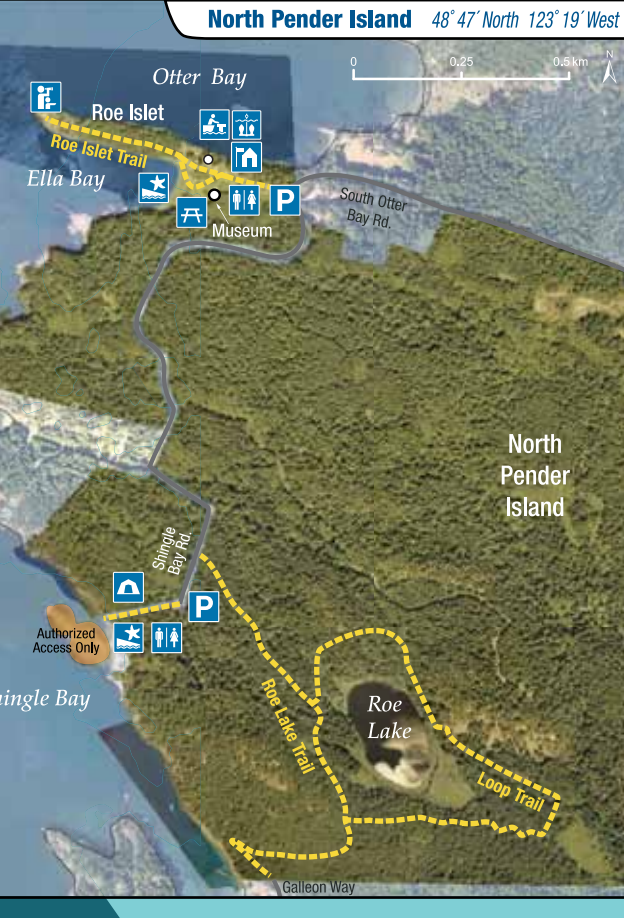 North Pender Island 48° 47´ North 123° 19´ West
N
0 0.25 0.5 km
Otter Bay
Roe Islet
Roe Islet Trail
Ella Bay
P
South Otter
Bay Rd.
Museum
North
Pender
Island
Shingle
Bay Rd.
P
Authorized
Access Only
hingle Bay
Roe Lake Trail
Roe
Lake
Loop Trail
Galleon Way